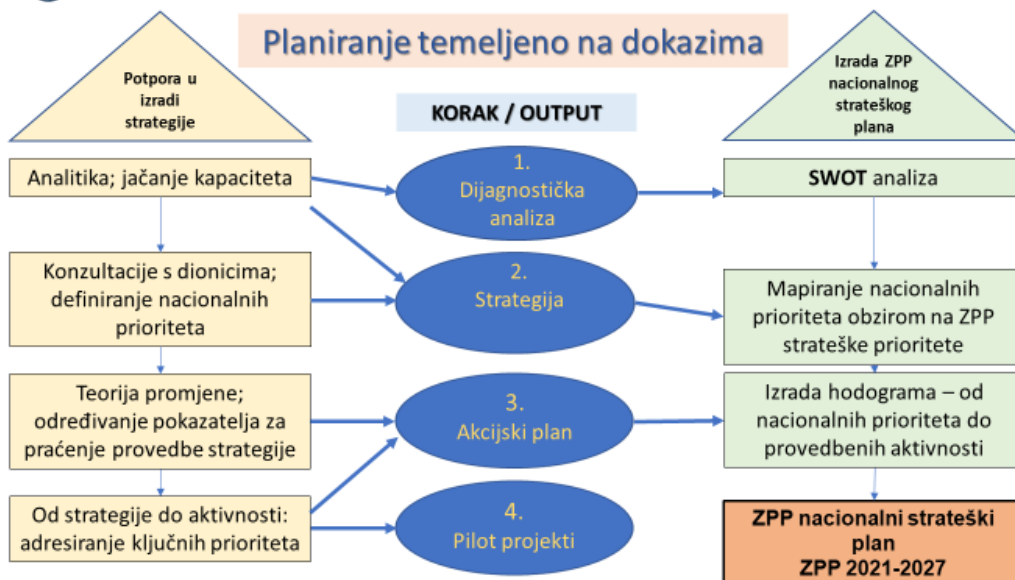 Planiranje temeljeno na dokazima
Potpora u
izradi
strategije
KORAK / OUTPUT
Izrada ZPP
nacionalnog
strateškog
plana
Analitika; jačanje kapaciteta
1.
Dijagnostička
analiza
SWOT analiza
Konzultacije s dionicima;
definiranje nacionalnih
prioriteta
2.
Strategija
Mapiranje nacionalnih
prioriteta obzirom na ZPP
strateške prioritete
Teorija promjene;
određivanje pokazatelja za
praćenje provedbe strategije
3.
Akcijski plan
Izrada hodograma – od
nacionalnih prioriteta do
provedbenih aktivnosti
Od strategije do aktivnosti:
adresiranje ključnih prioriteta
4.
Pilot projekti
ZPP nacionalni strateški
plan
ZPP 2021-2027